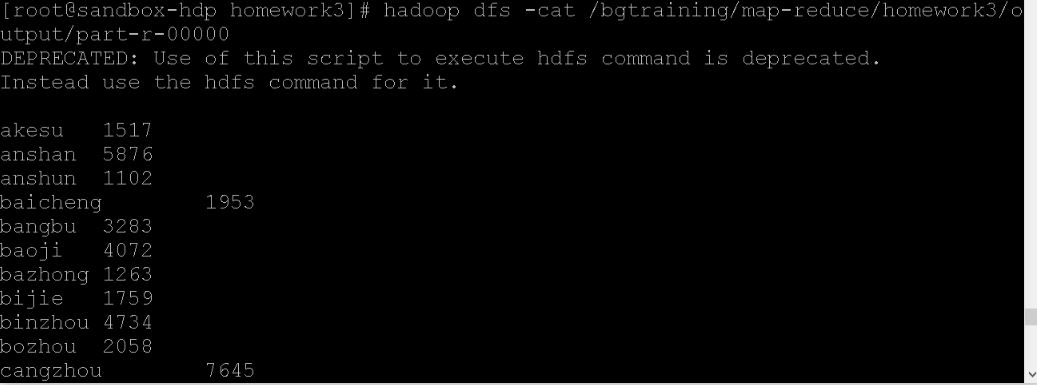 [root@sandbox-hdp homework3]# hadoop dfs -cat /bgtraining/map-reduce/homework3/o
utput/part-r-00000
DEPRECATED: Use of this script to execute hdfs command is deprecated.
Instead use the hdfs command for it.
akesu 1517
anshan 5876
anshun 1102
baicheng 1953
bangbu 3283
baoji 4072
bazhong 1263
bijie 1759
binzhou 4734
bozhou 2058
cangzhou 7645